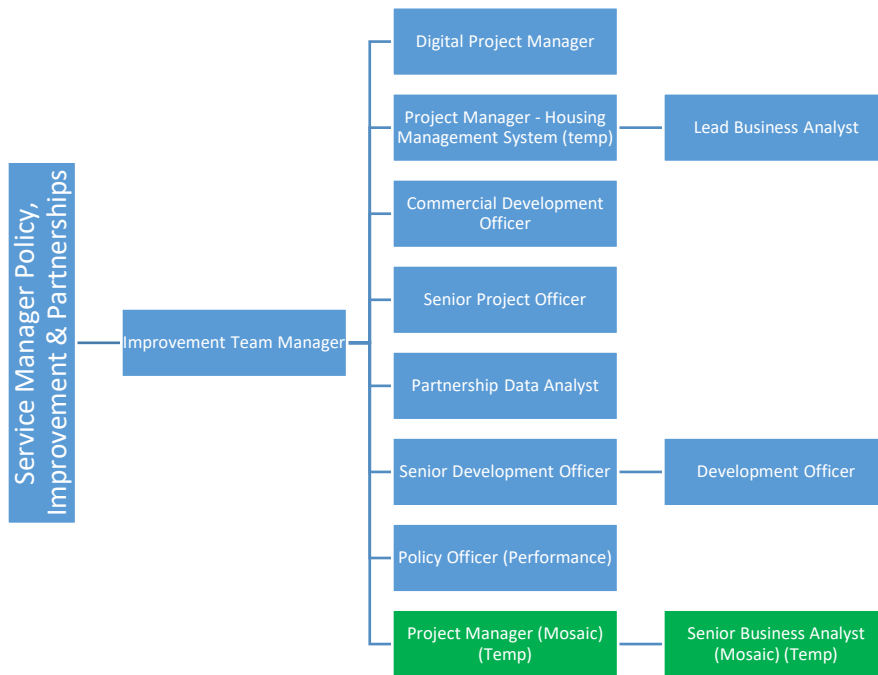 Service Manager Policy,
Improvement & Partnerships
Improvement Team Manager
Digital Project Manager
Project Manager - Housing
Management System (temp)
Lead Business Analyst
Commercial Development
Officer
Senior Project Officer
Partnership Data Analyst
Senior Development Officer
Development Officer
Policy Officer (Performance)
Project Manager (Mosaic)
(Temp)
Senior Business Analyst
(Mosaic) (Temp)